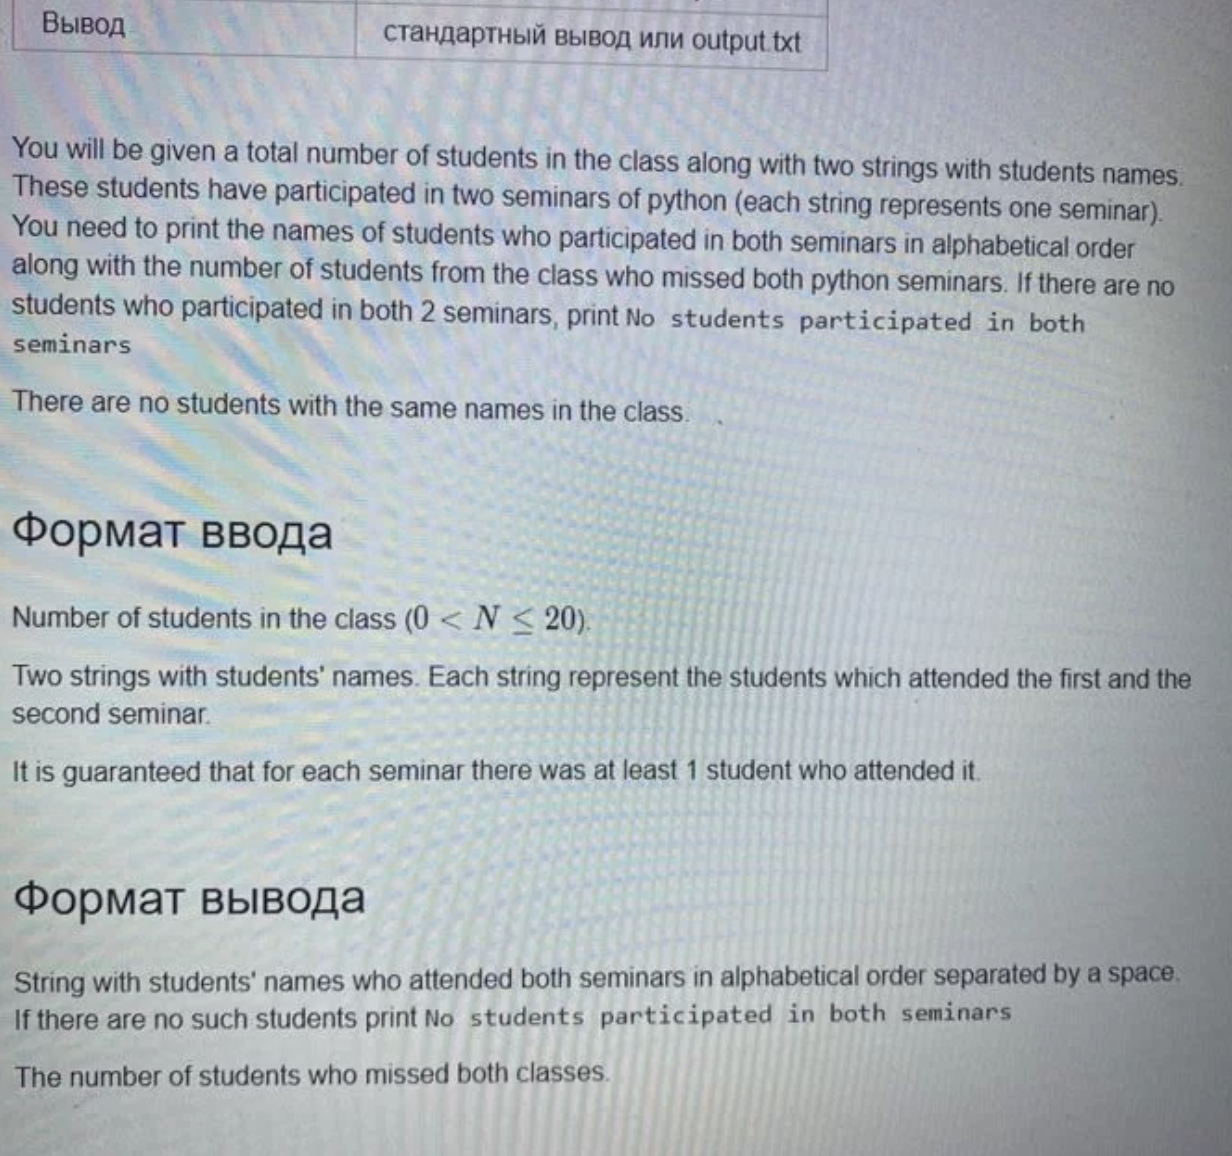 Вывод
стандартный вывод или output.txt
You will be given a total number of students in the class along with two strings with students names.
These students have participated in two seminars of python (each string represents one seminar).
You need to print the names of students who participated in both seminars in alphabetical order
along with the number of students from the class who missed both python seminars. If there are no
students who participated in both 2 seminars, print No students participated in both
seminars
There are no students with the same names in the class.
Формат ввода
Number of students in the class (0 < N ≤ 20).
Two strings with students' names. Each string represent the students which attended the first and the
second seminar.
It is guaranteed that for each seminar there was at least 1 student who attended it.
Формат вывода
String with students' names who attended both seminars in alphabetical order separated by a space.
If there are no such students print No students participated in both seminars
The number of students who missed both classes.